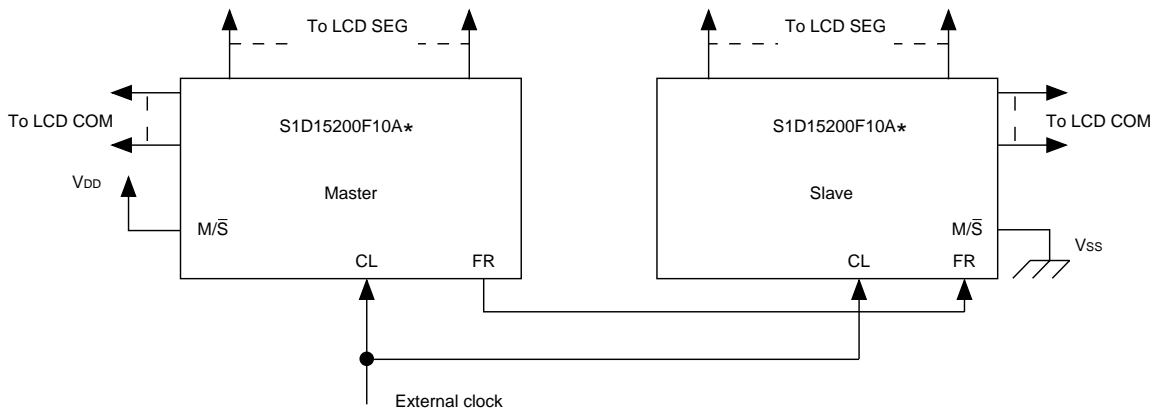 To LCD SEG
To LCD SEG
To LCD COM
S1D15200F10A*
S1D15200F10A*
To LCD COM
VDD
Master
Slave
M/S̅
M/S̅
VSS
CL
FR
CL
FR
External clock